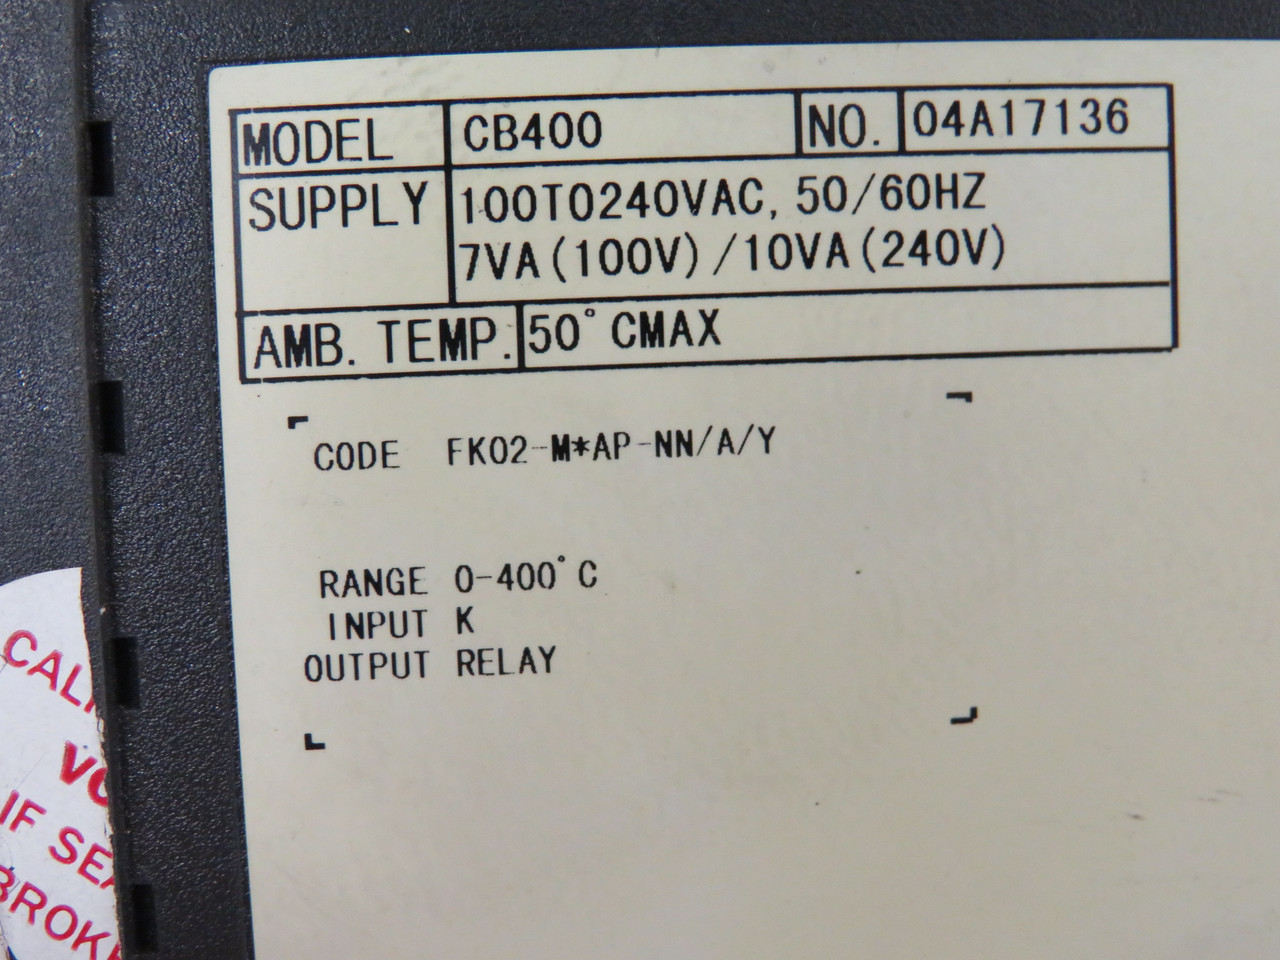 MODEL CB400 NO. 04A17136
SUPPLY 100TO240VAC, 50/60HZ
7VA(100V)/10VA(240V)
AMB. TEMP. 50°CMAX
CODE FK02-M*AP-NN/A/Y
RANGE 0-400°C
INPUT K
OUTPUT RELAY
IF